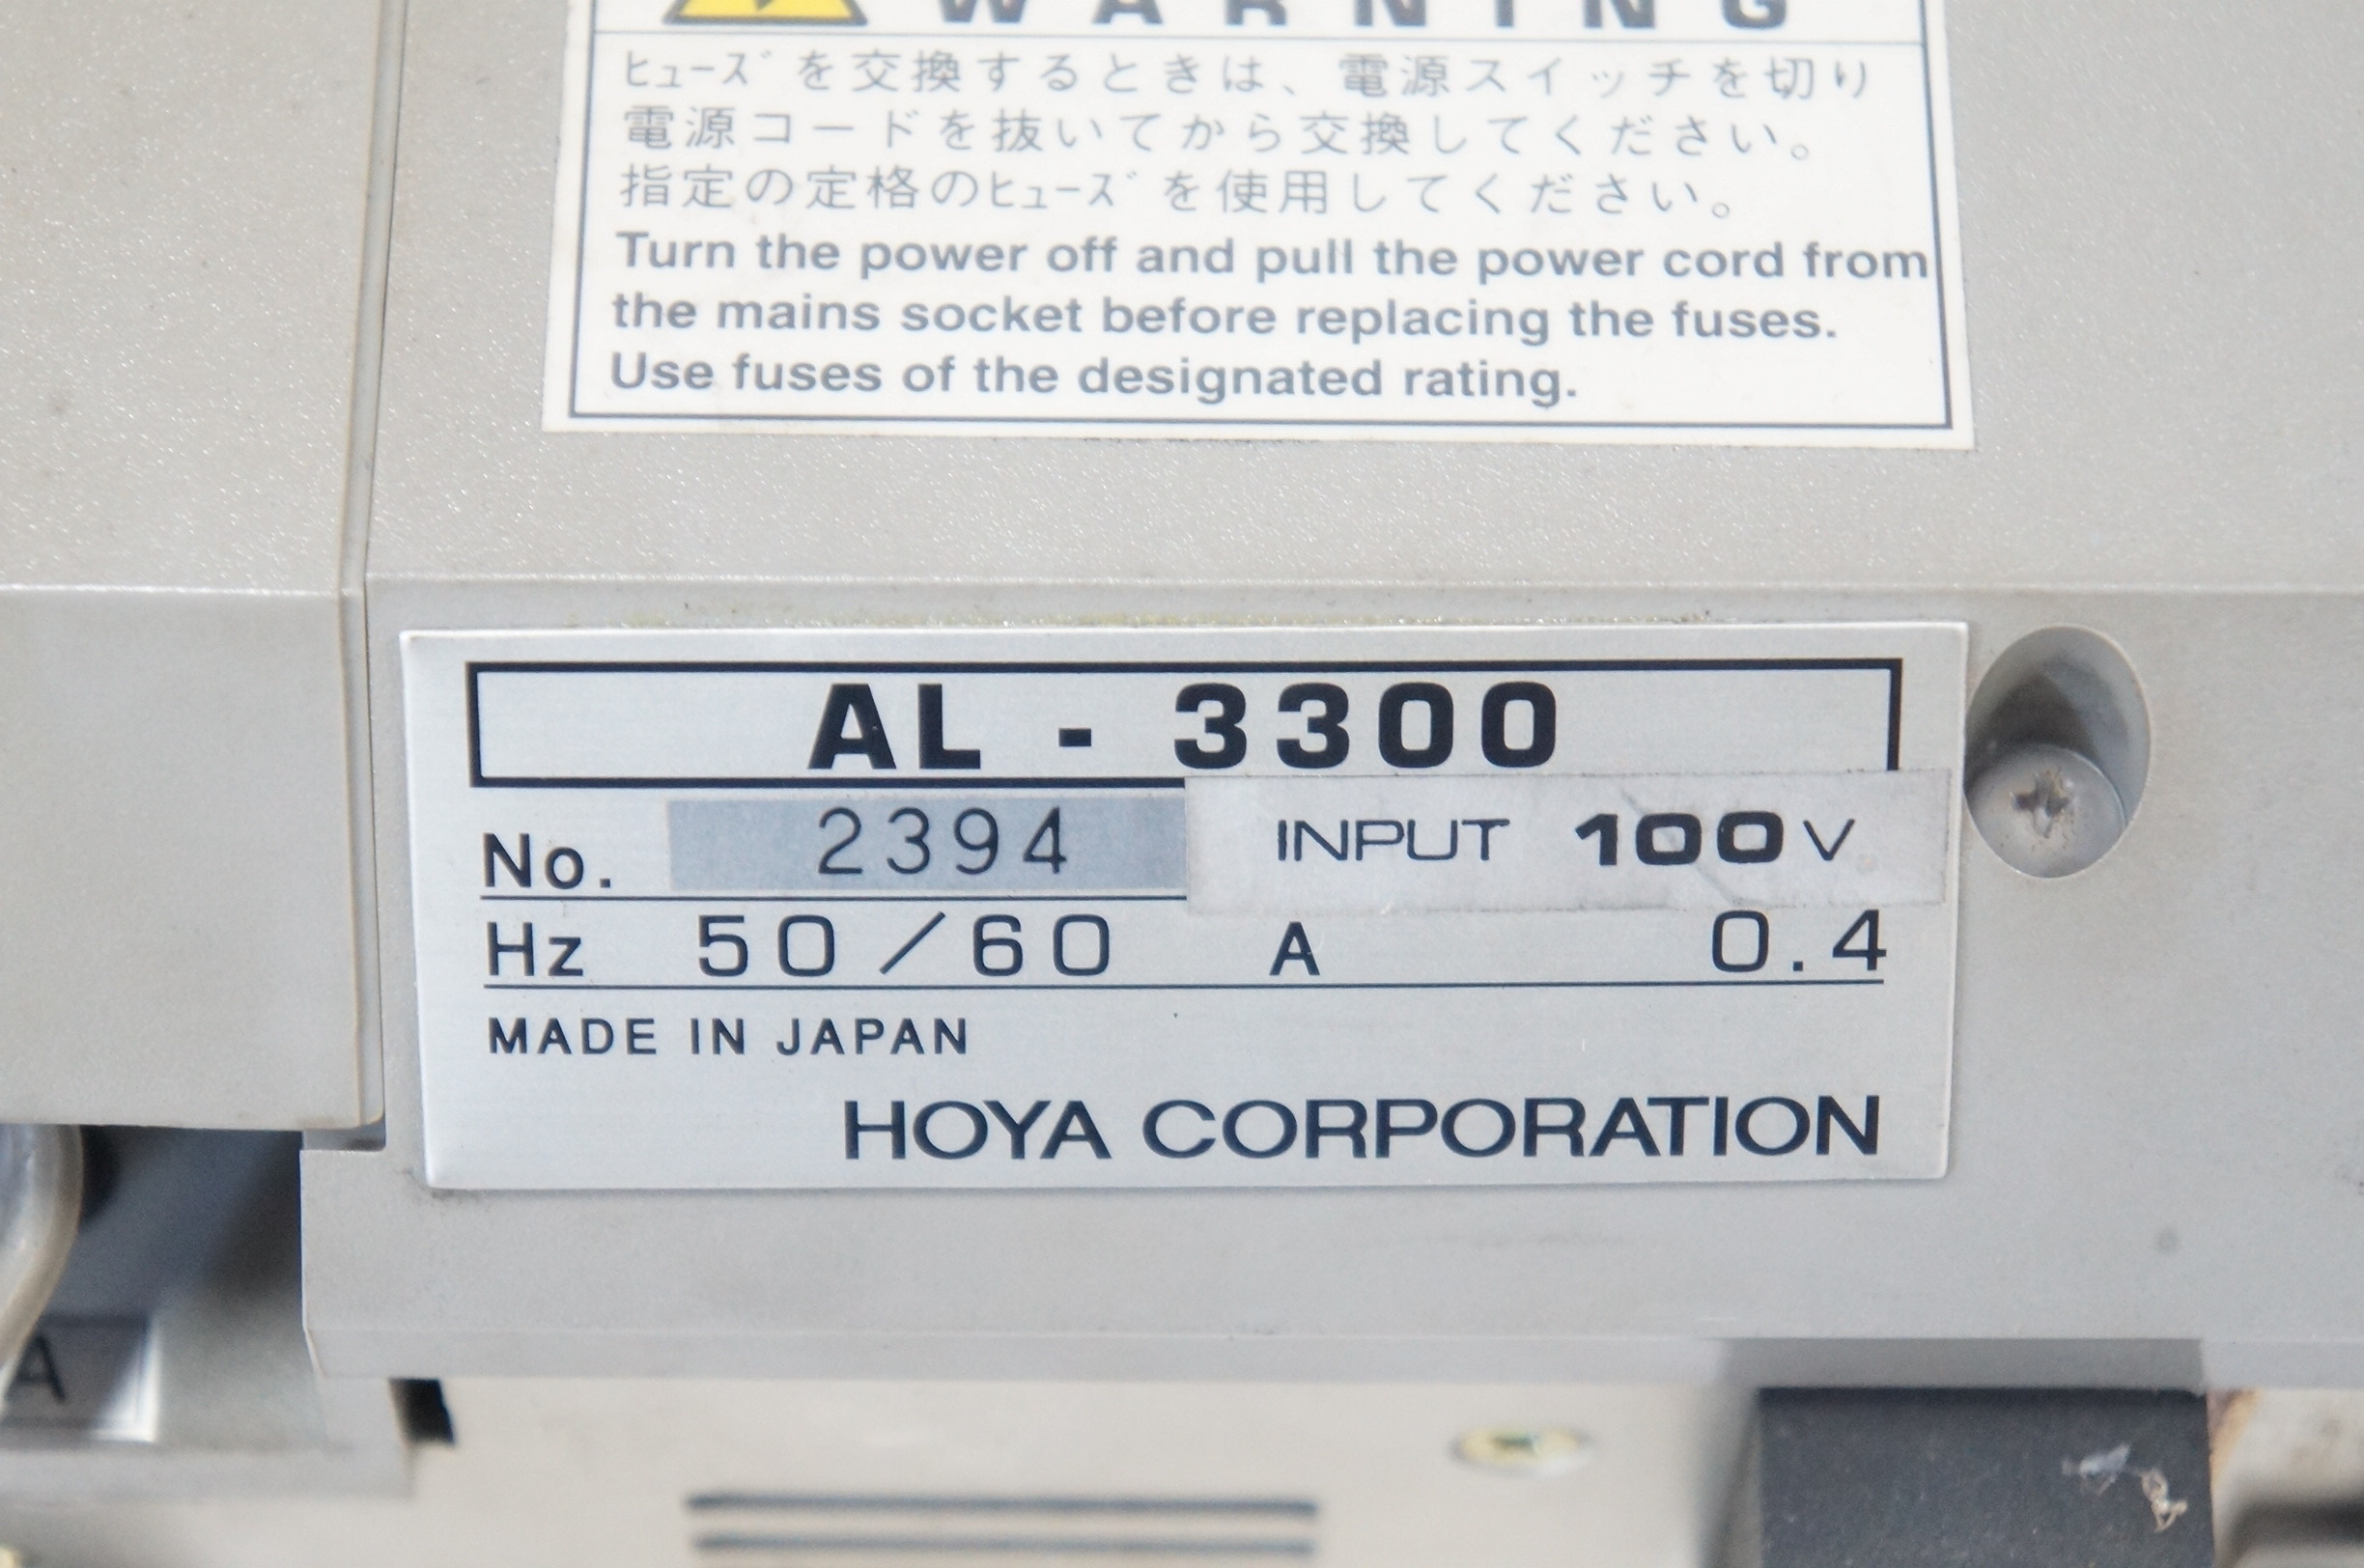 WARNING
ﾋｭｰｽﾞを交換するときは、電源スイッチを切り
電源コードを抜いてから交換してください。
指定の定格のﾋｭｰｽﾞを使用してください。
Turn the power off and pull the power cord from
the mains socket before replacing the fuses.
Use fuses of the designated rating.
AL - 3300
No. 2394 INPUT 100V
Hz 50/60 A 0.4
MADE IN JAPAN
HOYA CORPORATION
A